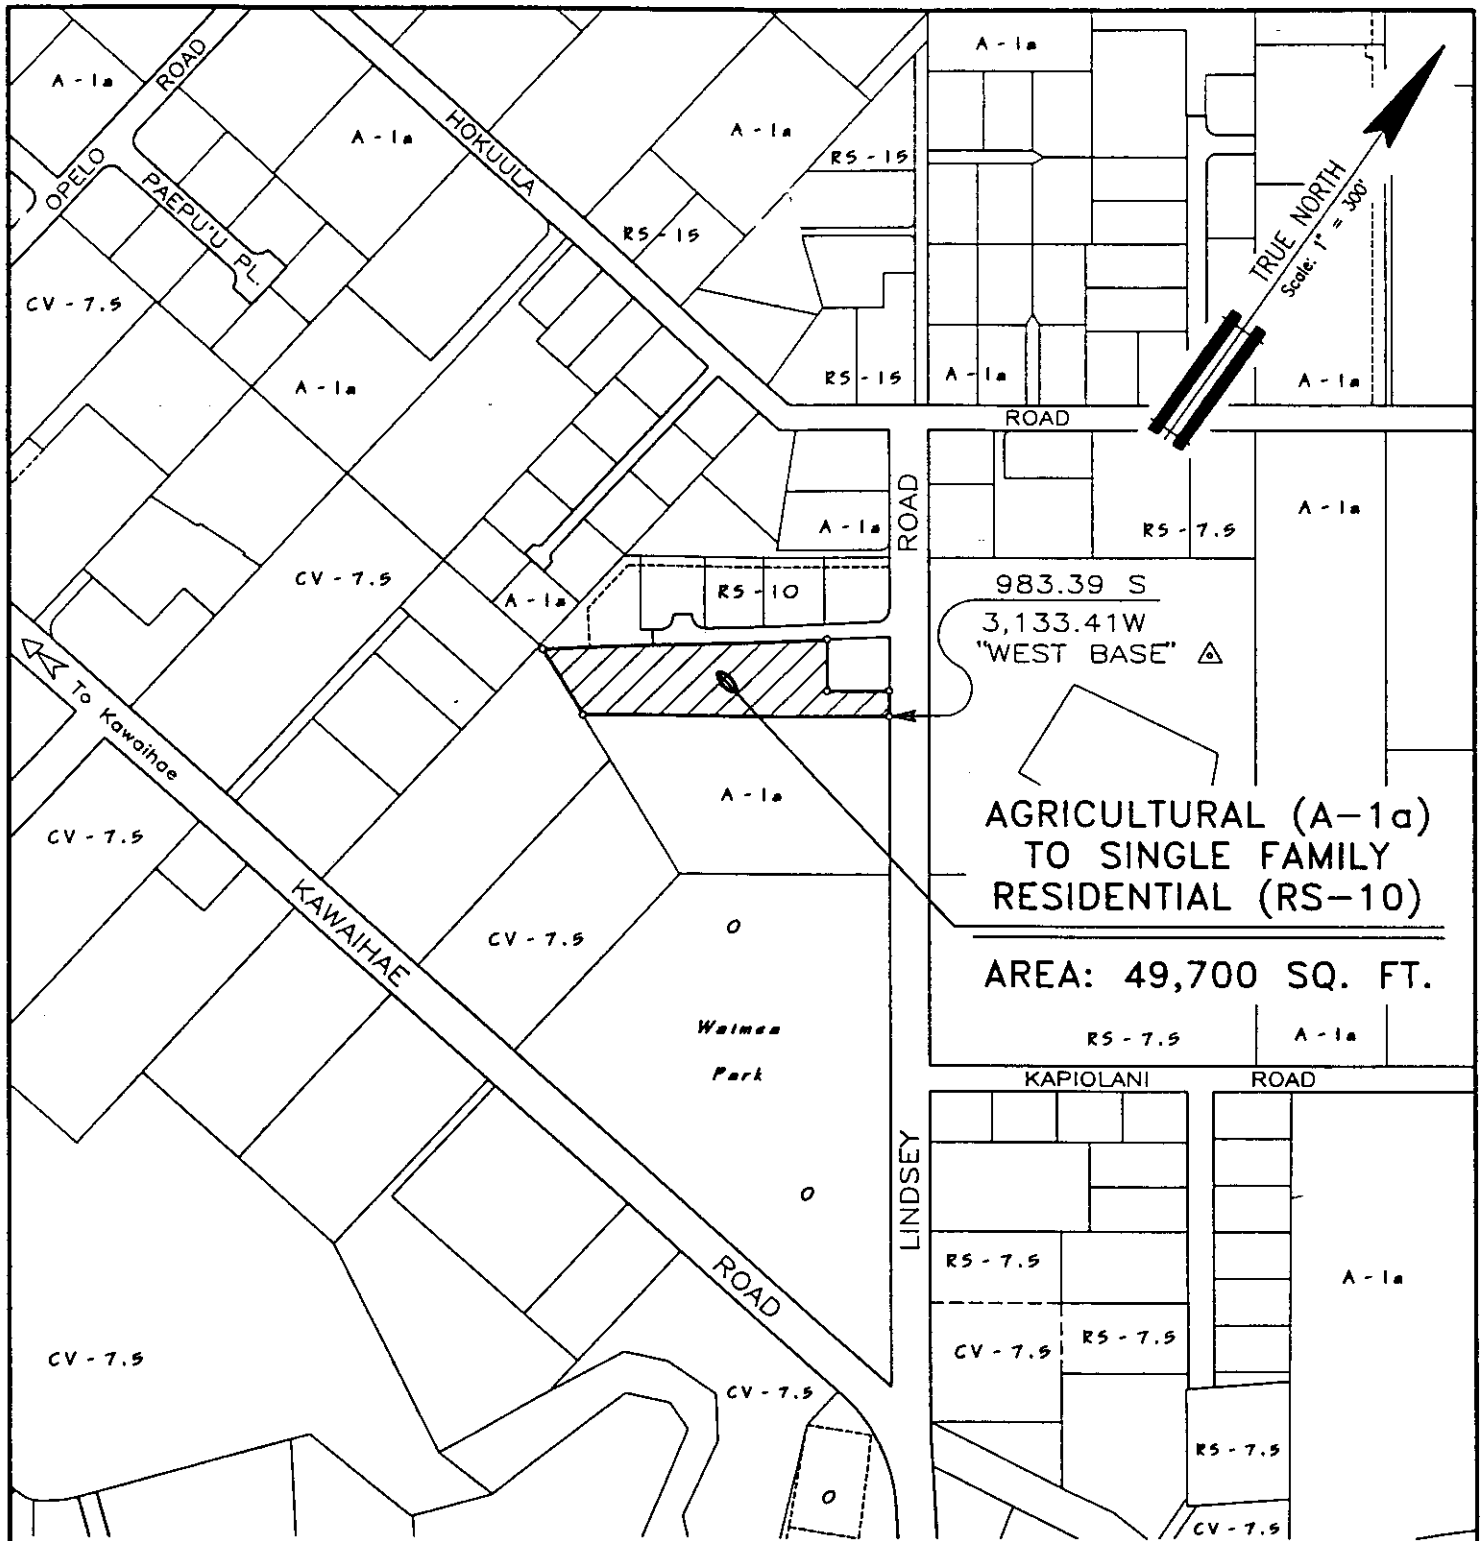 A-1a
OPELO ROAD
PAEPU'U PL.
A-1a
HOKUULA
A-1a
RS-15
RS-15
A-1a
TRUE NORTH
Scale: 1" = 300'
CV-7.5
A-1a
RS-15
A-1a
A-1a
ROAD
A-1a
ROAD
RS-7.5
A-1a
CV-7.5
A-1a
RS-10
983.39 S
3,133.41W
"WEST BASE"
To Kawaihae
CV-7.5
A-1a
AGRICULTURAL (A-1a)
TO SINGLE FAMILY
RESIDENTIAL (RS-10)
AREA: 49,700 SQ. FT.
KAWAIHAE
CV-7.5
O
Waimea
Park
RS-7.5
A-1a
KAPIOLANI ROAD
O
LINDSEY
ROAD
RS-7.5
A-1a
CV-7.5
RS-7.5
CV-7.5
CV-7.5
RS-7.5
O
CV-7.5